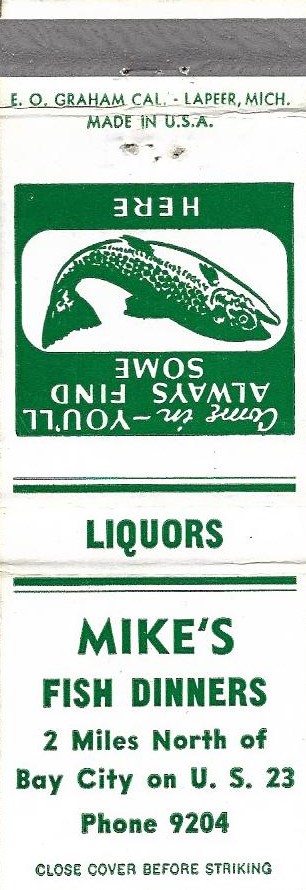 E. O. GRAHAM CAL. - LAPEER, MICH.
MADE IN U.S.A.
Come in - YOU'LL
ALWAYS FIND
SOME
HERE
LIQUORS
MIKE'S
FISH DINNERS
2 Miles North of
Bay City on U. S. 23
Phone 9204
CLOSE COVER BEFORE STRIKING